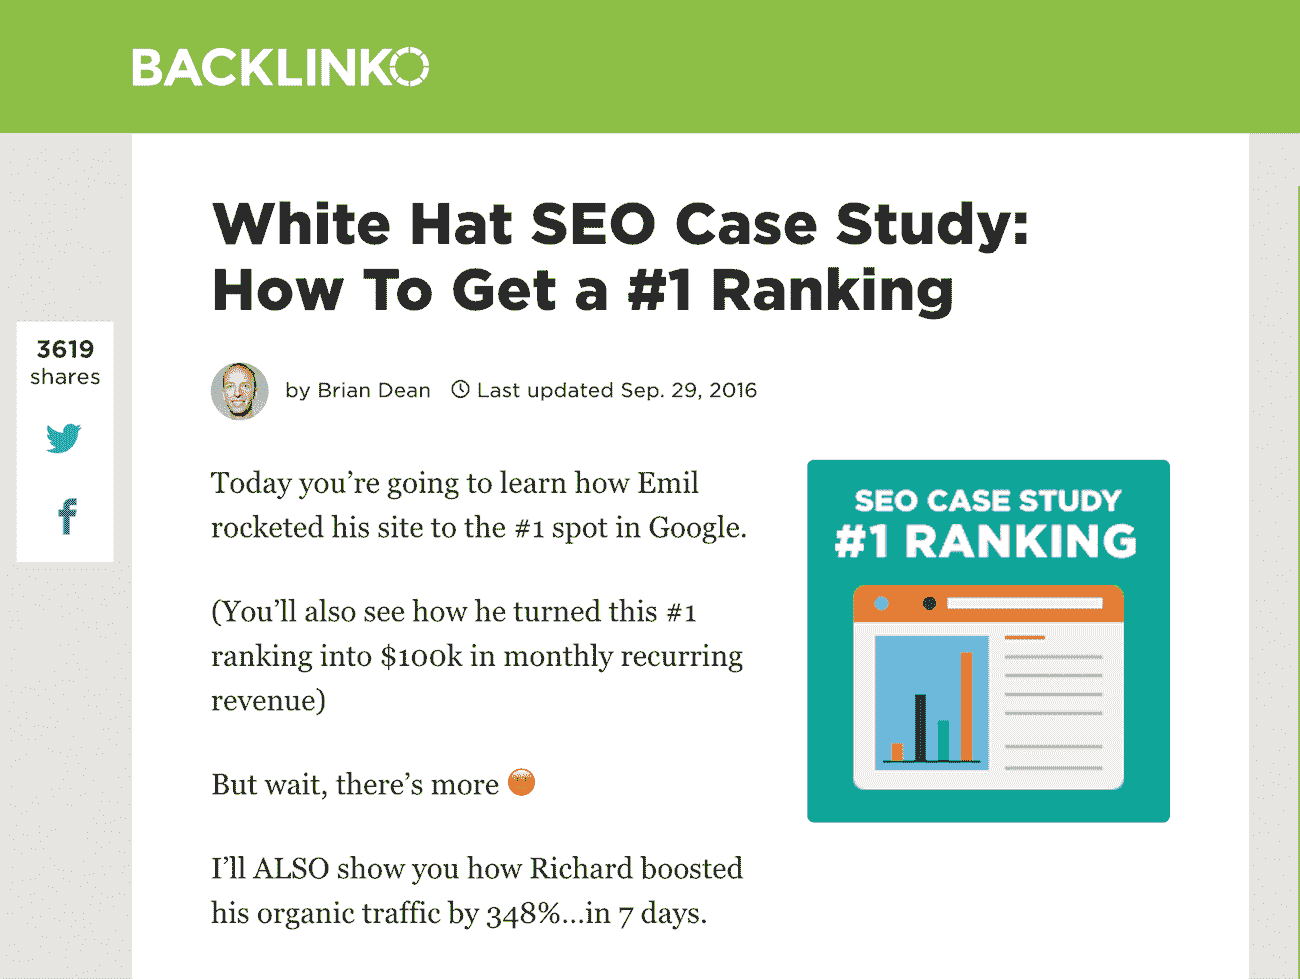 BACKLINKO
White Hat SEO Case Study:
How To Get a #1 Ranking
3619
shares
by Brian Dean Last updated Sep. 29, 2016
Today you’re going to learn how Emil
rocketed his site to the #1 spot in Google.
(You’ll also see how he turned this #1
ranking into $100k in monthly recurring
revenue)
But wait, there’s more
I’ll ALSO show you how Richard boosted
his organic traffic by 348%...in 7 days.
SEO CASE STUDY
#1 RANKING